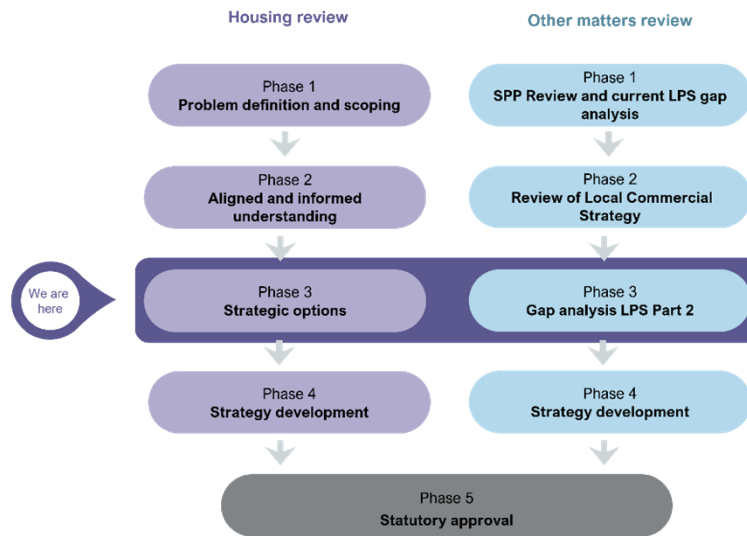 Housing review
Other matters review
Phase 1
Problem definition and scoping
Phase 1
SPP Review and current LPS gap
analysis
Phase 2
Aligned and informed
understanding
Phase 2
Review of Local Commercial
Strategy
We are
here
Phase 3
Strategic options
Phase 3
Gap analysis LPS Part 2
Phase 4
Strategy development
Phase 4
Strategy development
Phase 5
Statutory approval